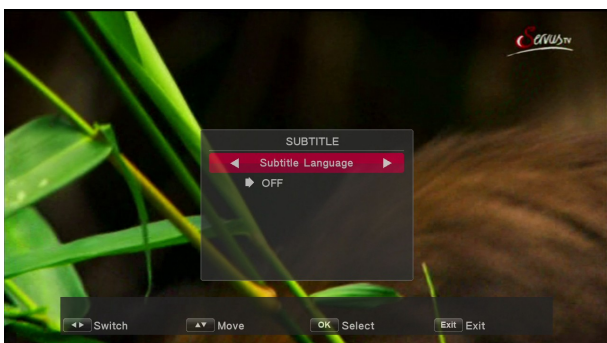 ServusTV
SUBTITLE
Subtitle Language
OFF
Switch
Move
OK Select
Exit Exit